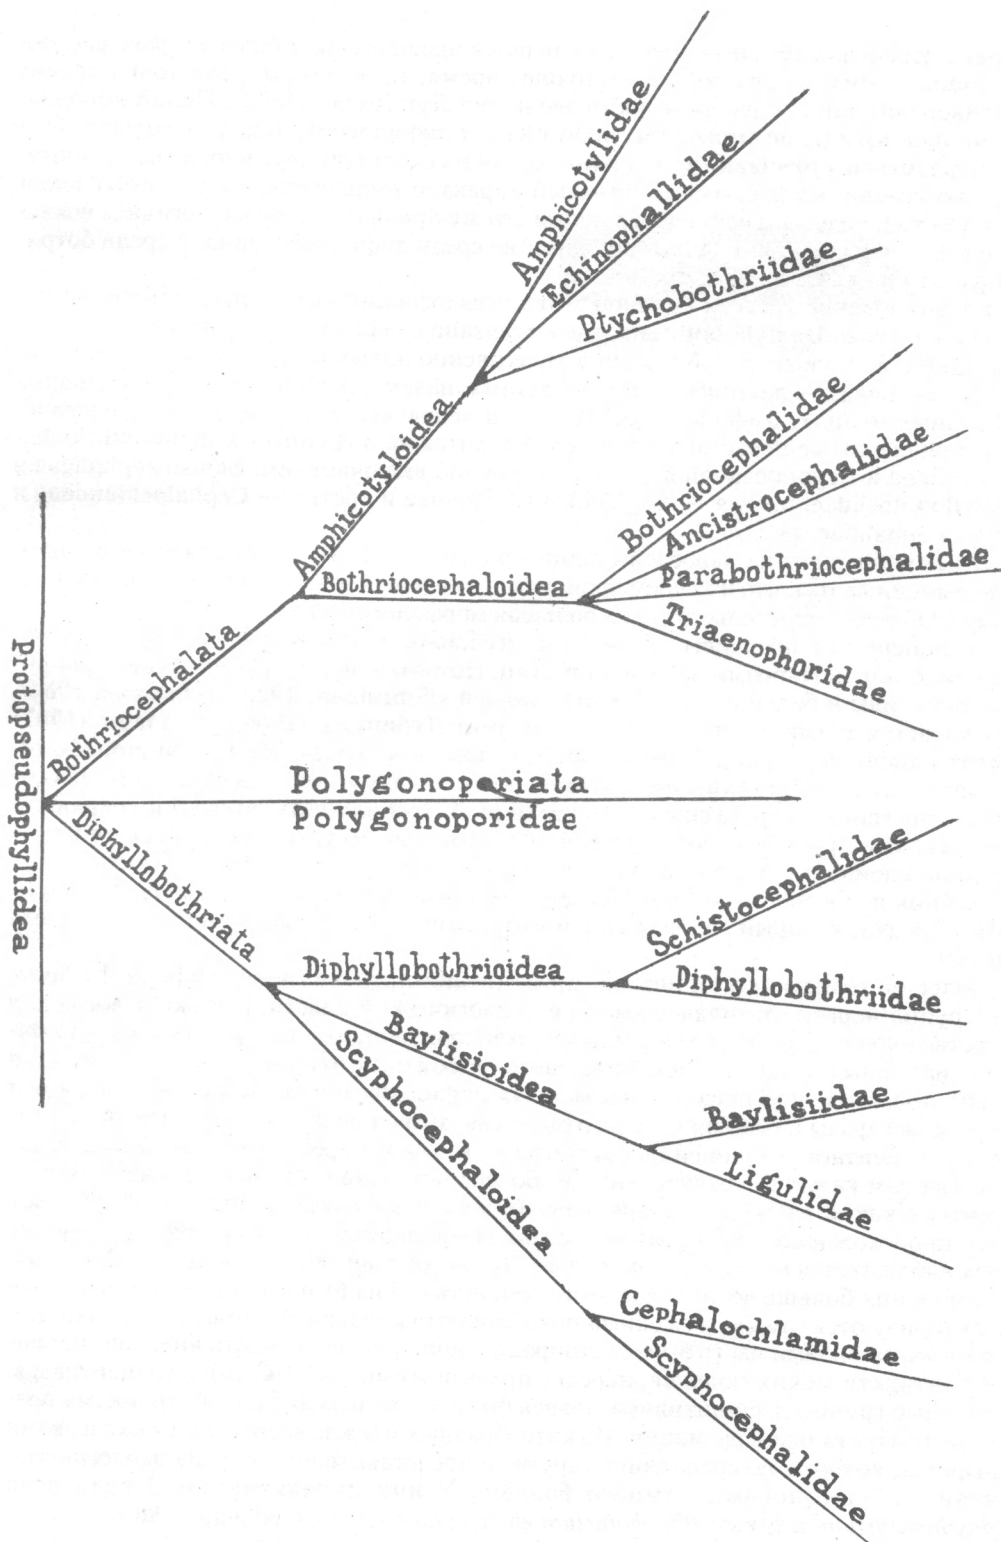 Amphicotylidae
Echinophallidae
Ptychobothriidae
Amphicotyloidea
Bothriocephalidae
Ancistrocephalidae
Parabothriocephalidae
Triaenophoridae
Bothriocephaloidea
Bothriocephalata
Protopseudophyllidea
Polygonoporiata
Polygonoporidae
Diphyllobothriata
Schistocephalidae
Diphyllobothrioidea
Diphyllobothriidae
Baylisioidea
Baylisiidae
Ligulidae
Scyphocephaloidea
Cephalochlamidae
Scyphocephalidae